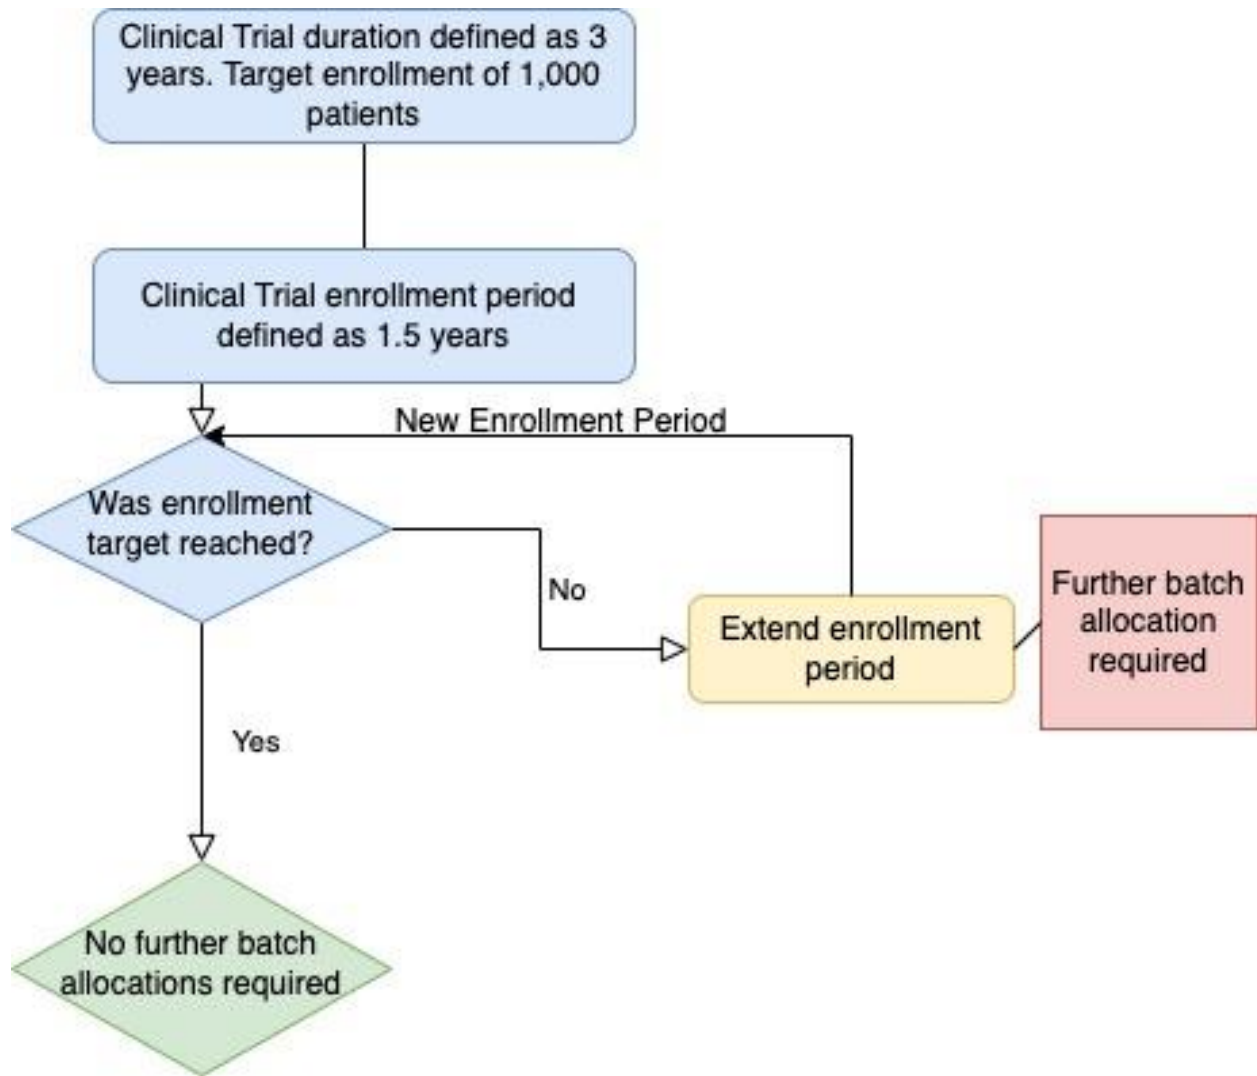 Clinical Trial duration defined as 3
years. Target enrollment of 1,000
patients
Clinical Trial enrollment period
defined as 1.5 years
New Enrollment Period
Was enrollment
target reached?
No
Extend enrollment
period
Further batch
allocation
required
Yes
No further batch
allocations required